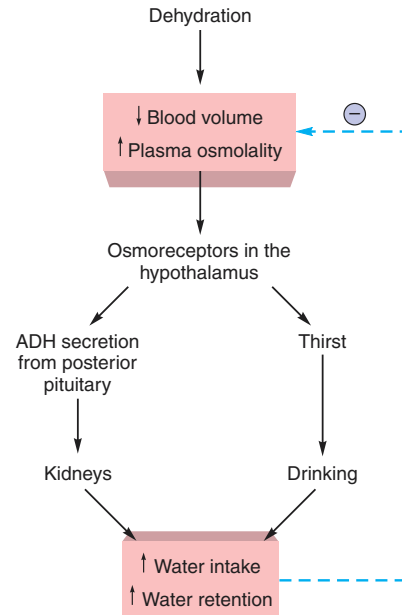 Dehydration
↓ Blood volume
↑ Plasma osmolality
−
Osmoreceptors in the
hypothalamus
ADH secretion
from posterior
pituitary
Thirst
Kidneys
Drinking
↑ Water intake
↑ Water retention